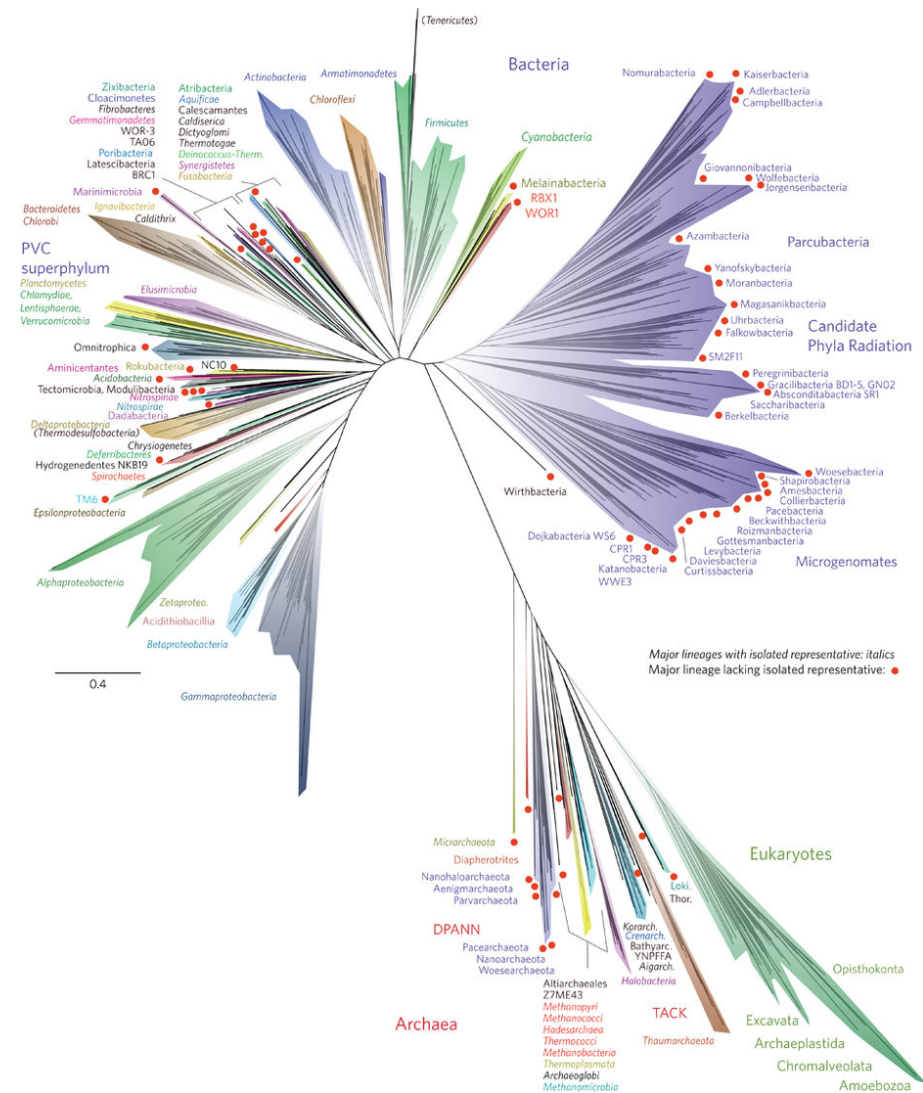 (Tenericutes)
Bacteria
Nomurabacteria
Kaiserbacteria
Adlerbacteria
Campbellbacteria
Zixibacteria
Cloacimonetes
Fibrobacteres
Gemmatimonadetes
WOR-3
TA06
Poribacteria
Latescibacteria
BRC1
Atribacteria
Aquificae
Calescamantes
Caldiserica
Dictyoglomi
Thermotogae
Deinococcus-Therm.
Synergistetes
Fusobacteria
Actinobacteria
Armatimonadetes
Chloroflexi
Firmicutes
Cyanobacteria
Melainabacteria
RBX1
WOR1
Giovannonibacteria
Wolfebacteria
Jorgensenbacteria
Marinimicrobia
Bacteroidetes
Chlorobi
Ignavibacteria
Caldithrix
Azambacteria
Parcubacteria
Yanofskybacteria
Moranbacteria
Magasanikbacteria
Uhrbacteria
Falkowbacteria
Candidate
Phyla Radiation
SM2F11
PVC
superphylum
Planctomycetes
Chlamydiae,
Lentisphaerae,
Verrucomicrobia
Elusimicrobia
Omnitrophica
Aminicentantes
Rokubacteria
NC10
Acidobacteria
Tectomicrobia, Modulibacteria
Nitrospinae
Nitrospirae
Dadabacteria
Deltaprotebacteria
(Thermodesulfobacteria)
Chrysiogenetes
Deferribacteres
Hydrogenedentes NKB19
Spirochaetes
TM6
Epsilonproteobacteria
Peregrinibacteria
Gracilibacteria BD1-5, GN02
Absconditabacteria SR1
Saccharibacteria
Berkelbacteria
Woesebacteria
Shapirobacteria
Amesbacteria
Collierbacteria
Pacebacteria
Beckwithbacteria
Roizmanbacteria
Gottesmanbacteria
Levybacteria
Daviesbacteria
Curtissbacteria
Microgenomates
Wirthbacteria
Dojkabacteria WS6
CPR1
CPR3
Katanobacteria
WWE3
Alphaproteobacteria
Zetaproteo.
Acidithiobacillia
Betaproteobacteria
Gammaproteobacteria
0.4
Major lineages with isolated representative: italics
Major lineage lacking isolated representative:
Micrarchaeota
Diapherotrites
Nanohaloarchaeota
Aenigmarchaeota
Parvarchaeota
DPANN
Pacearchaeota
Nanoarchaeota
Woesearchaeota
Archaea
Altiarchaeales
Z7ME43
Methanopyri
Methanococci
Hadesarchaea
Thermococci
Methanobacteria
Thermoplasmata
Archaeoglobi
Methanomicrobia
Halobacteria
Korarch.
Crenarch.
Bathyarc.
YNPFFA
Aigarch.
TACK
Thaumarchaeota
Loki.
Thor.
Eukaryotes
Opisthokonta
Excavata
Archaeplastida
Chromalveolata
Amoebozoa